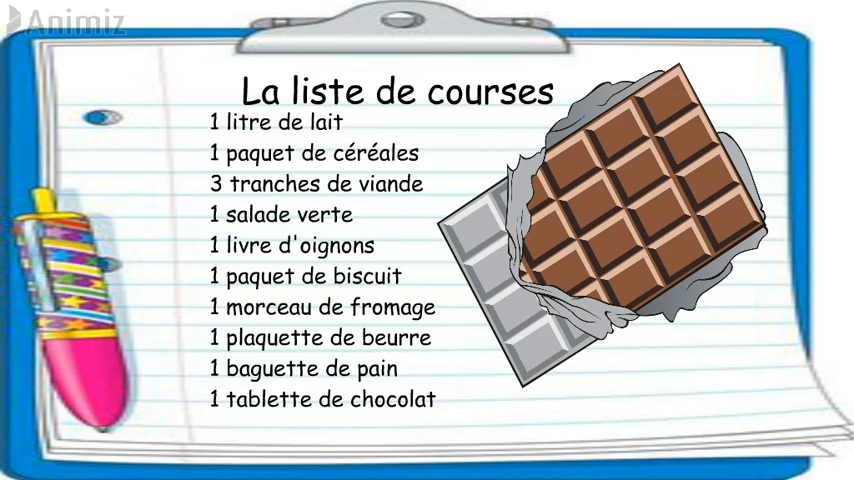 Animiz
La liste de courses
1 litre de lait
1 paquet de céréales
3 tranches de viande
1 salade verte
1 livre d'oignons
1 paquet de biscuit
1 morceau de fromage
1 plaquette de beurre
1 baguette de pain
1 tablette de chocolat